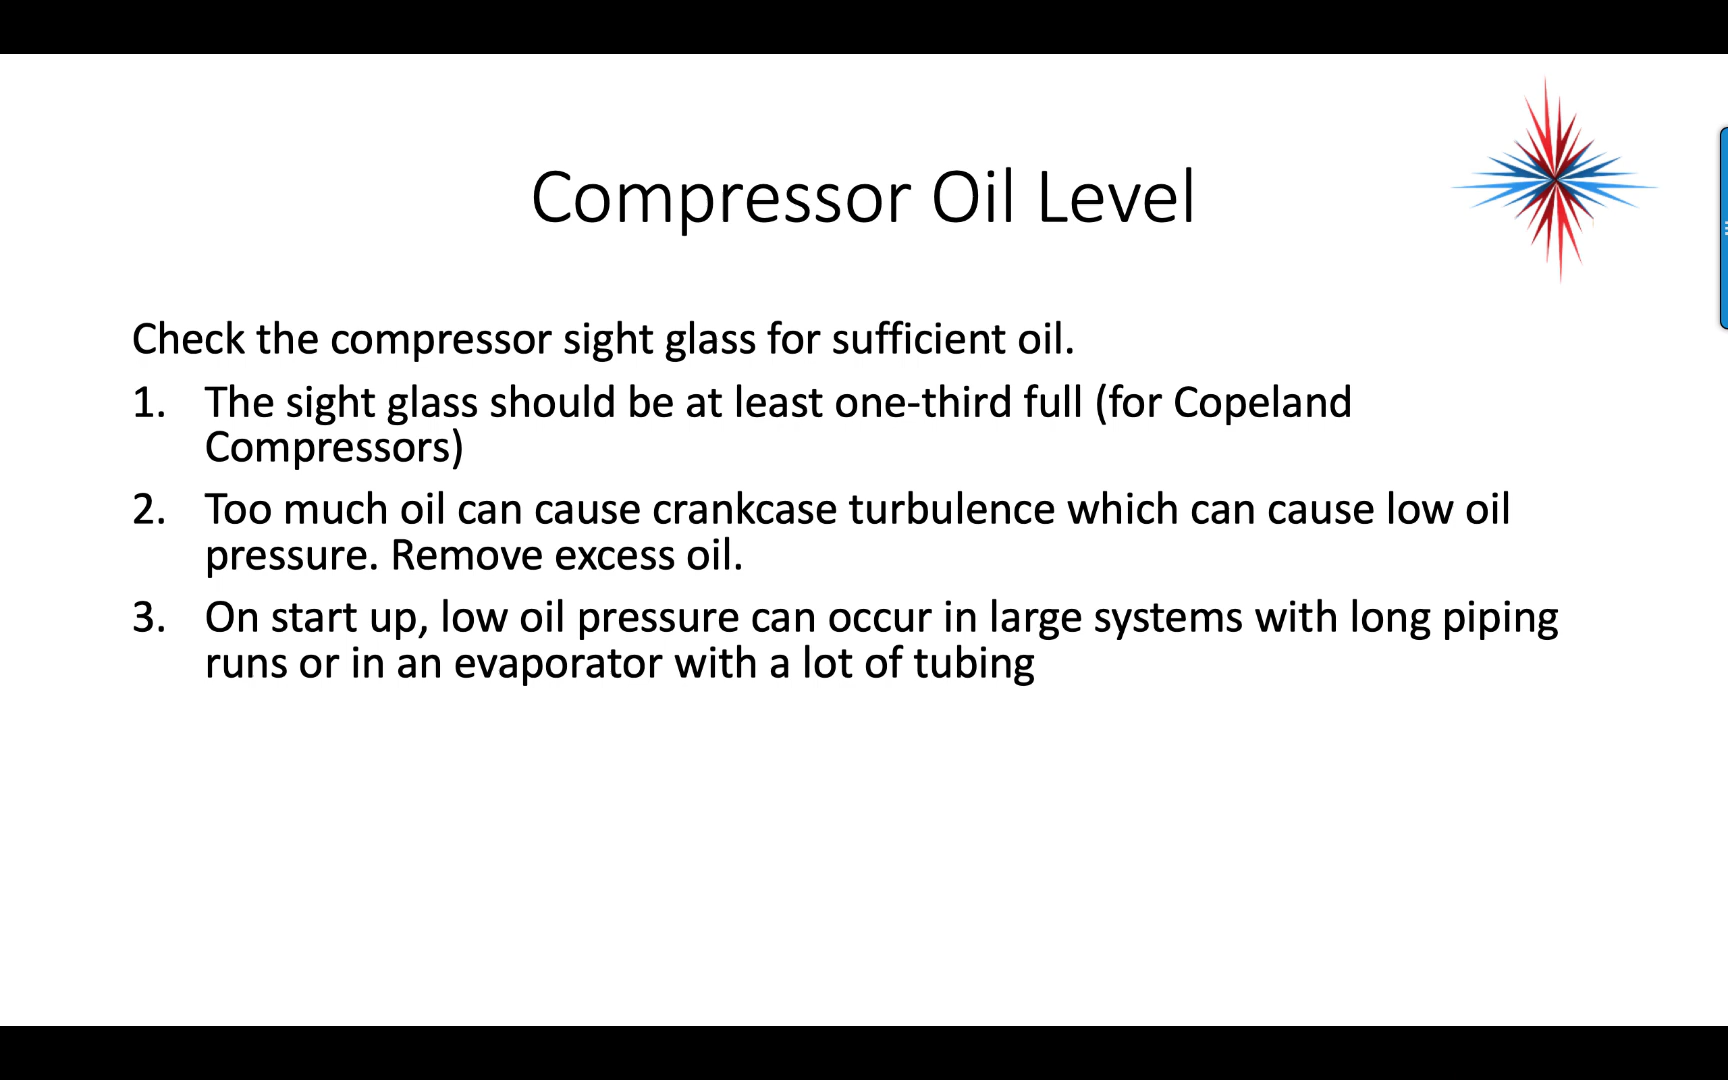 Compressor Oil Level
Check the compressor sight glass for sufficient oil.
1. The sight glass should be at least one-third full (for Copeland
Compressors)
2. Too much oil can cause crankcase turbulence which can cause low oil
pressure. Remove excess oil.
3. On start up, low oil pressure can occur in large systems with long piping
runs or in an evaporator with a lot of tubing